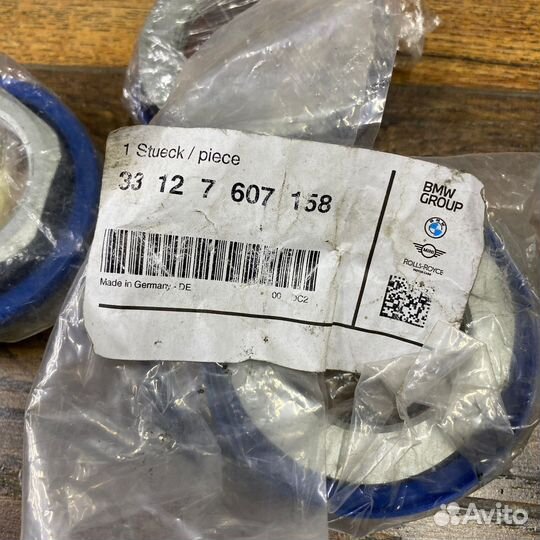 1 Stueck / piece
33 12 7 607 158
Made in Germany - DE
BMW
GROUP
ROLLS-ROYCE
Avito